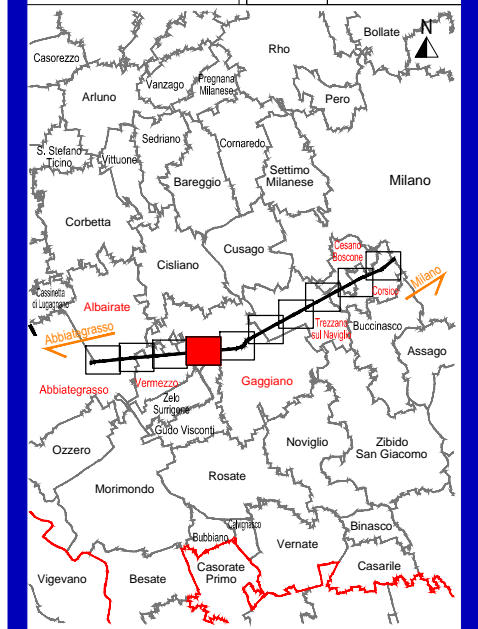 Bollate
N
Rho
Casorezzo
Vanzago
Pregnana
Milanese
Arluno
Pero
Sedriano
Cornaredo
S. Stefano
Ticino
Vittuone
Settimo
Milanese
Bareggio
Milano
Corbetta
Cusago
Cesano
Boscone
Cisliano
Cassinetta
di Lugagnano
Albairate
Corsico
Milano
Trezzano
sul Naviglio
Buccinasco
Abbiategrasso
Assago
Abbiategrasso
Vermezzo
Gaggiano
Zelo
Surrigone
Gudo Visconti
Ozzero
Noviglio
Zibido
San Giacomo
Morimondo
Rosate
Calvignasco
Binasco
Bubbiano
Vernate
Vigevano
Besate
Casorate
Primo
Casarile